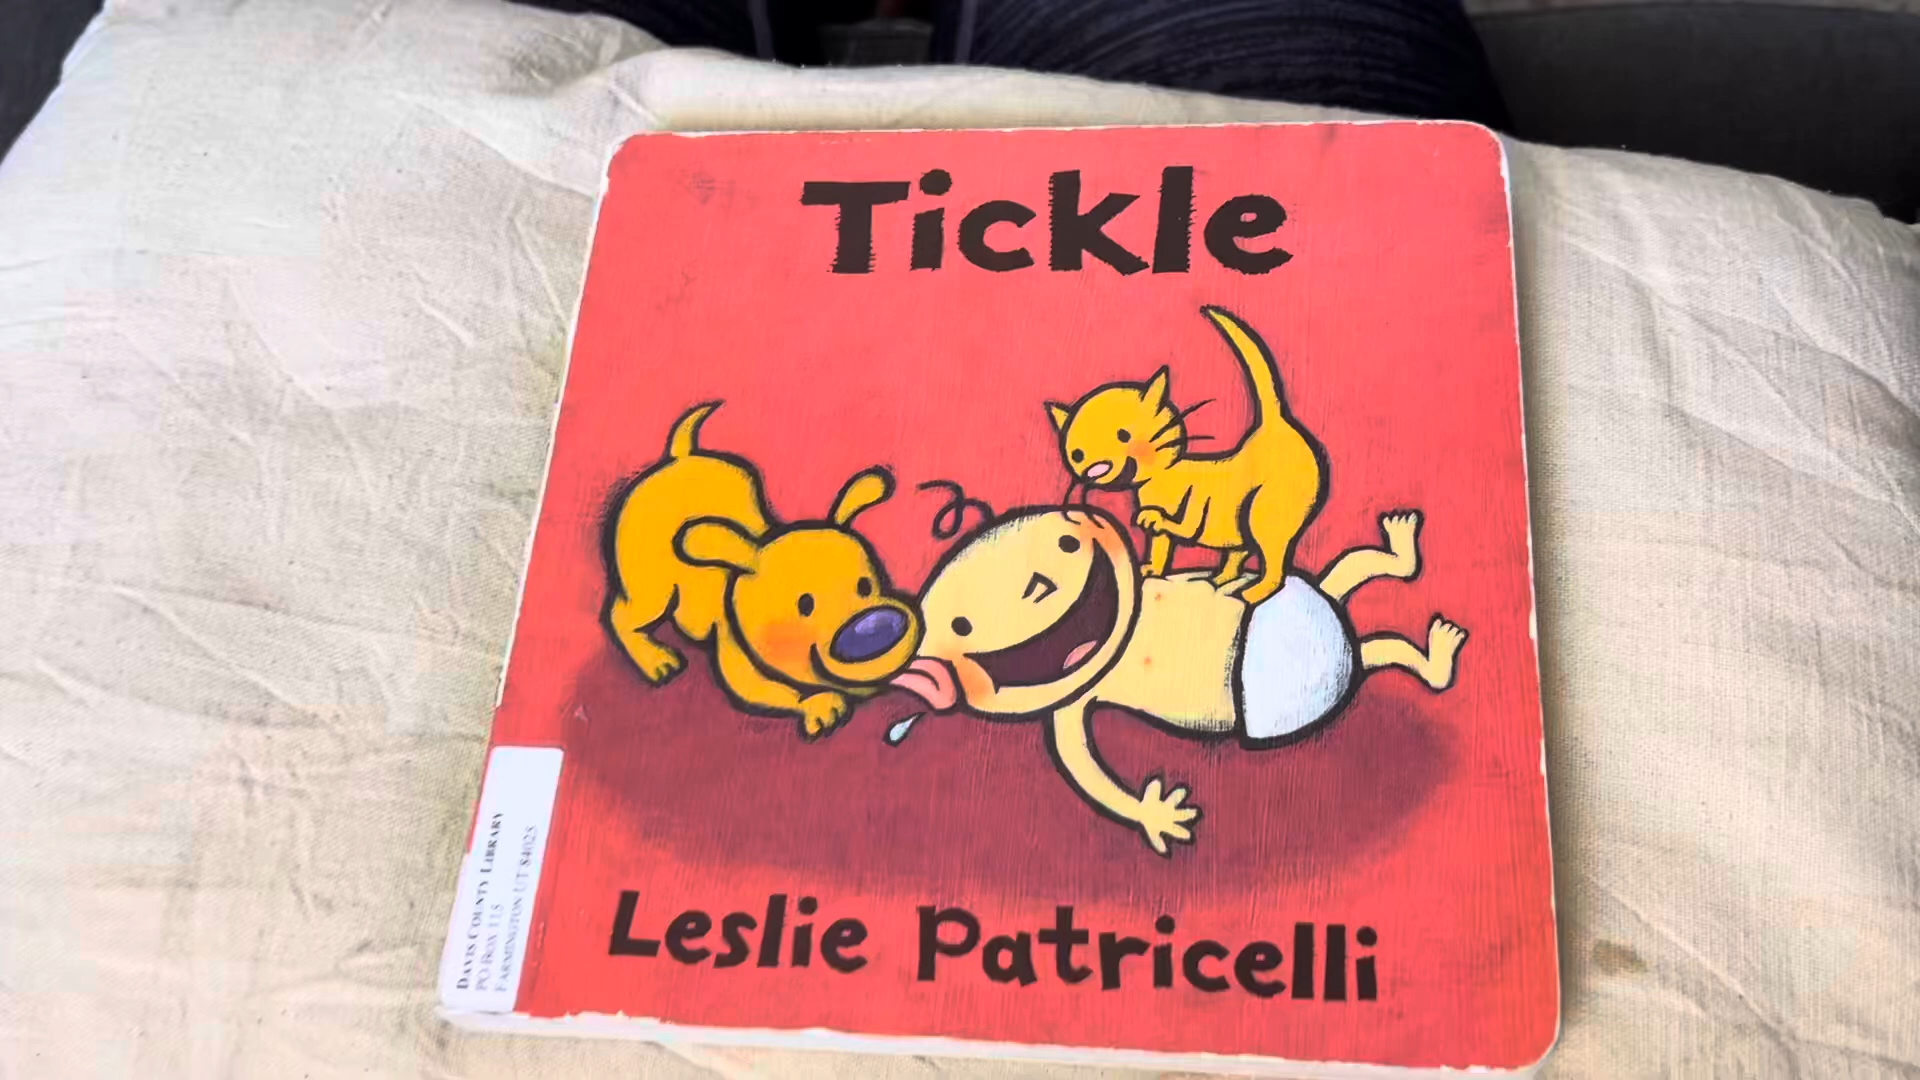 Tickle
Leslie Patricelli
DAVIS COUNTY LIBRARY
PO BOX 115
FARMINGTON UT 84025